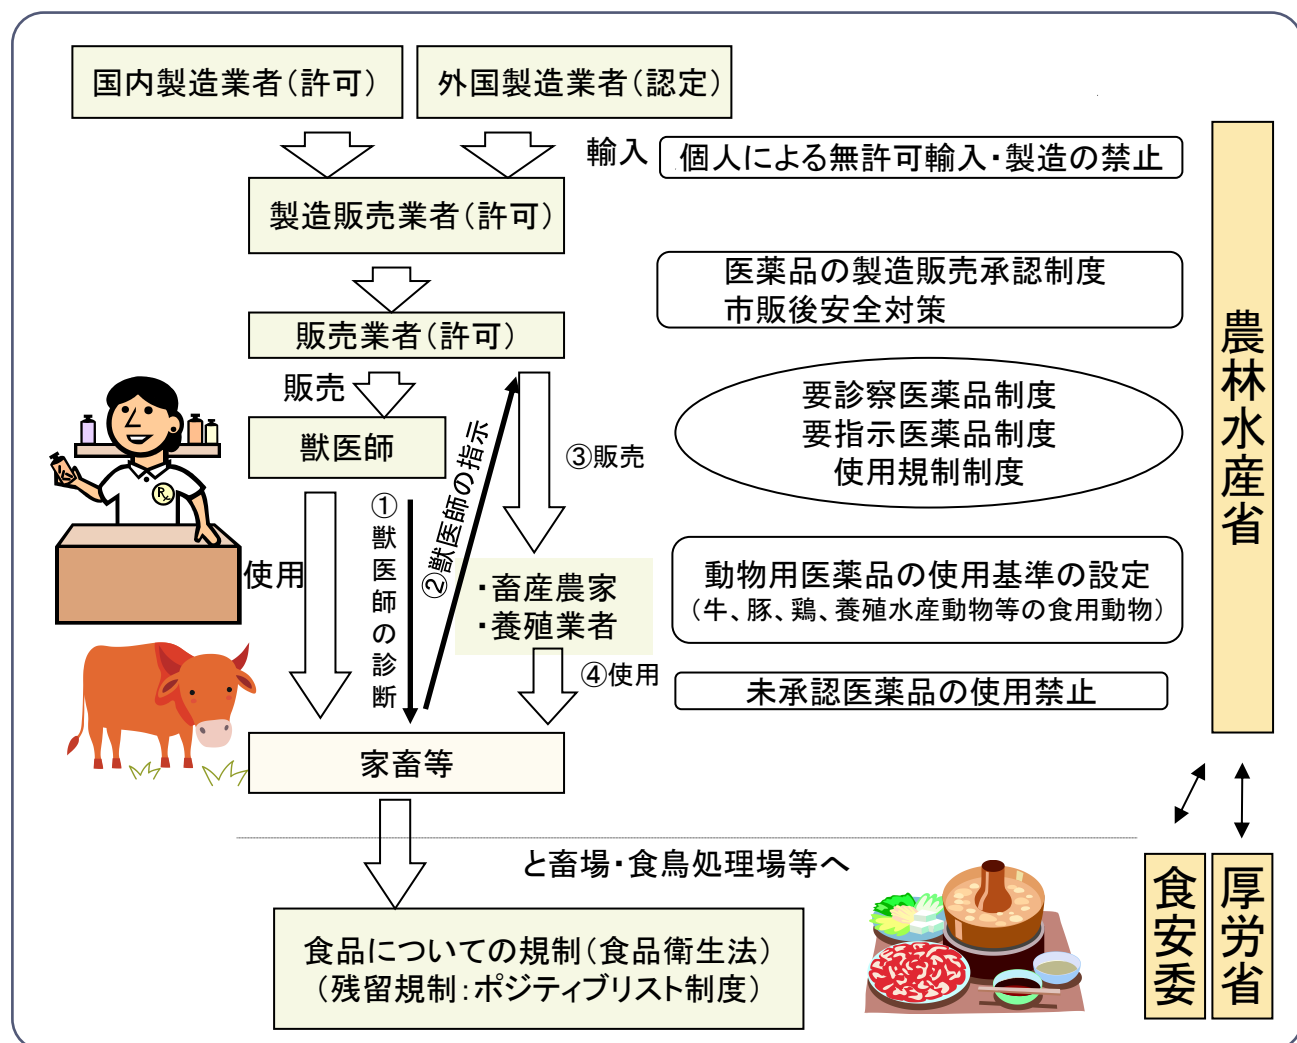 国内製造業者(許可)
外国製造業者(認定)
輸入
個人による無許可輸入・製造の禁止
製造販売業者(許可)
医薬品の製造販売承認制度
市販後安全対策
販売業者(許可)
販売
獣医師
要診察医薬品制度
要指示医薬品制度
使用規制制度
①獣医師の診断
②獣医師の指示
③販売
使用
・畜産農家
・養殖業者
動物用医薬品の使用基準の設定
(牛、豚、鶏、養殖水産動物等の食用動物)
④使用
未承認医薬品の使用禁止
家畜等
農林水産省
と畜場・食鳥処理場等へ
食品についての規制(食品衛生法)
(残留規制:ポジティブリスト制度)
食安委
厚労省